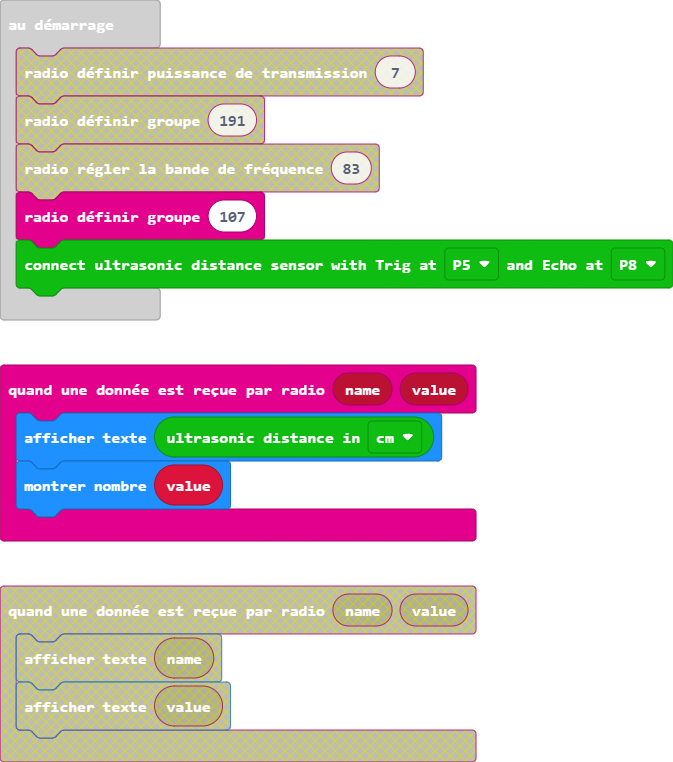 au démarrage
radio définir puissance de transmission 7
radio définir groupe 191
radio régler la bande de fréquence 83
radio définir groupe 107
connect ultrasonic distance sensor with Trig at P5 and Echo at P8
quand une donnée est reçue par radio name value
afficher texte ultrasonic distance in cm
montrer nombre value
quand une donnée est reçue par radio name value
afficher texte name
afficher texte value